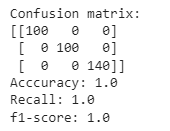 Confusion matrix:
[[100   0   0]
 [  0 100   0]
 [  0   0 140]]
Acccuracy: 1.0
Recall: 1.0
f1-score: 1.0